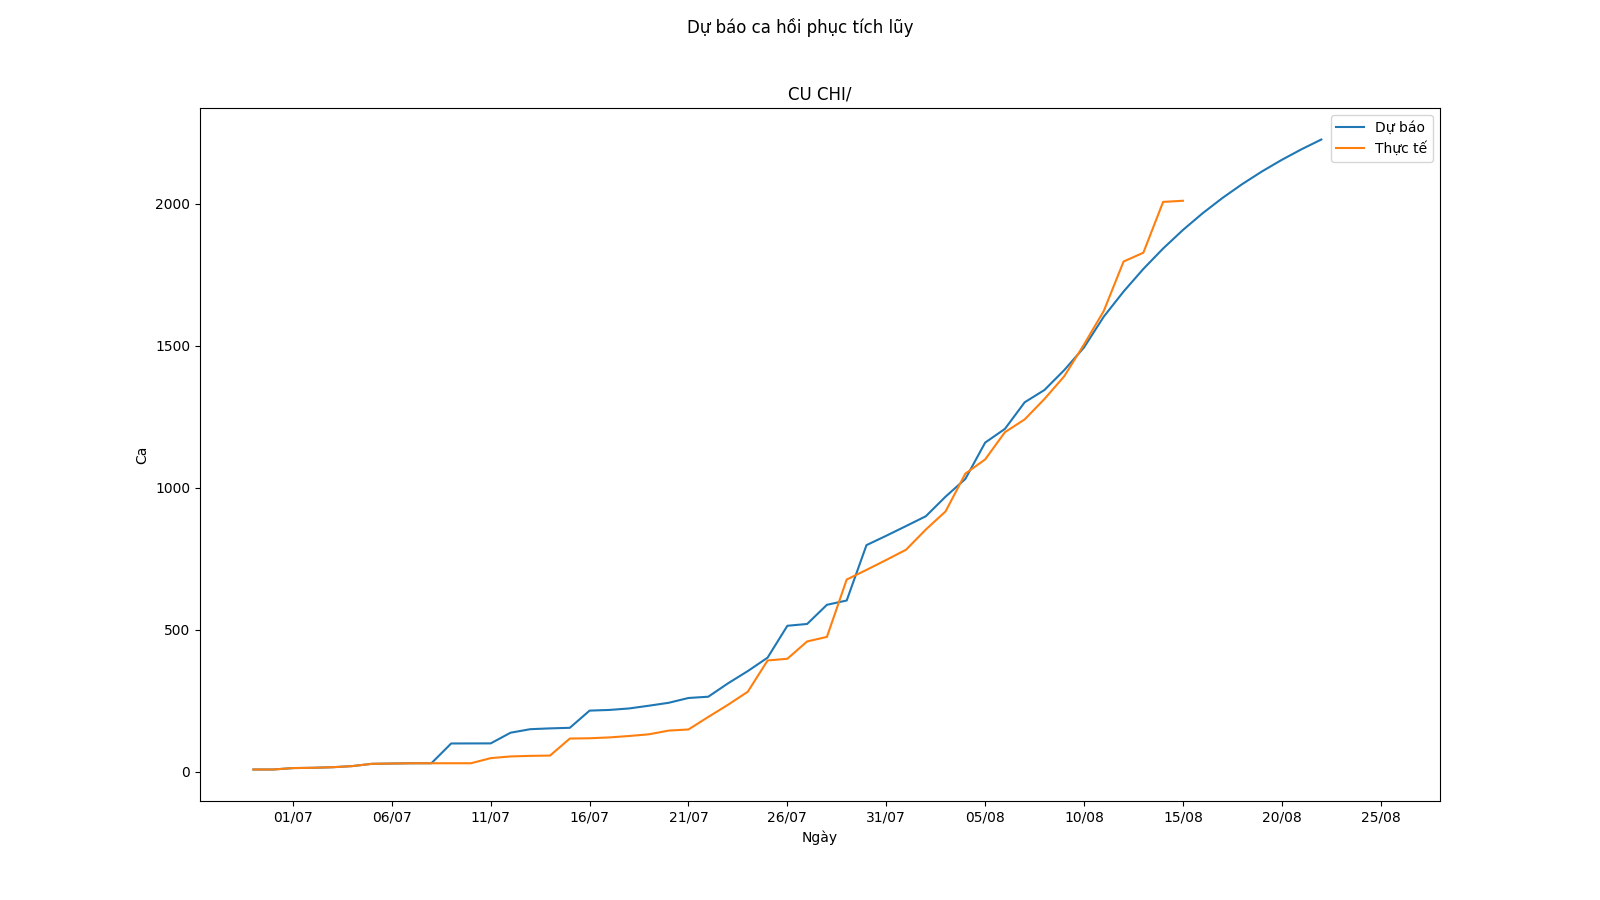 Dự báo ca hồi phục tích lũy
CU CHI/
Dự báo
Thực tế
2000
1500
1000
500
0
Ca
01/07 06/07 11/07 16/07 21/07 26/07 31/07 05/08 10/08 15/08 20/08 25/08
Ngày